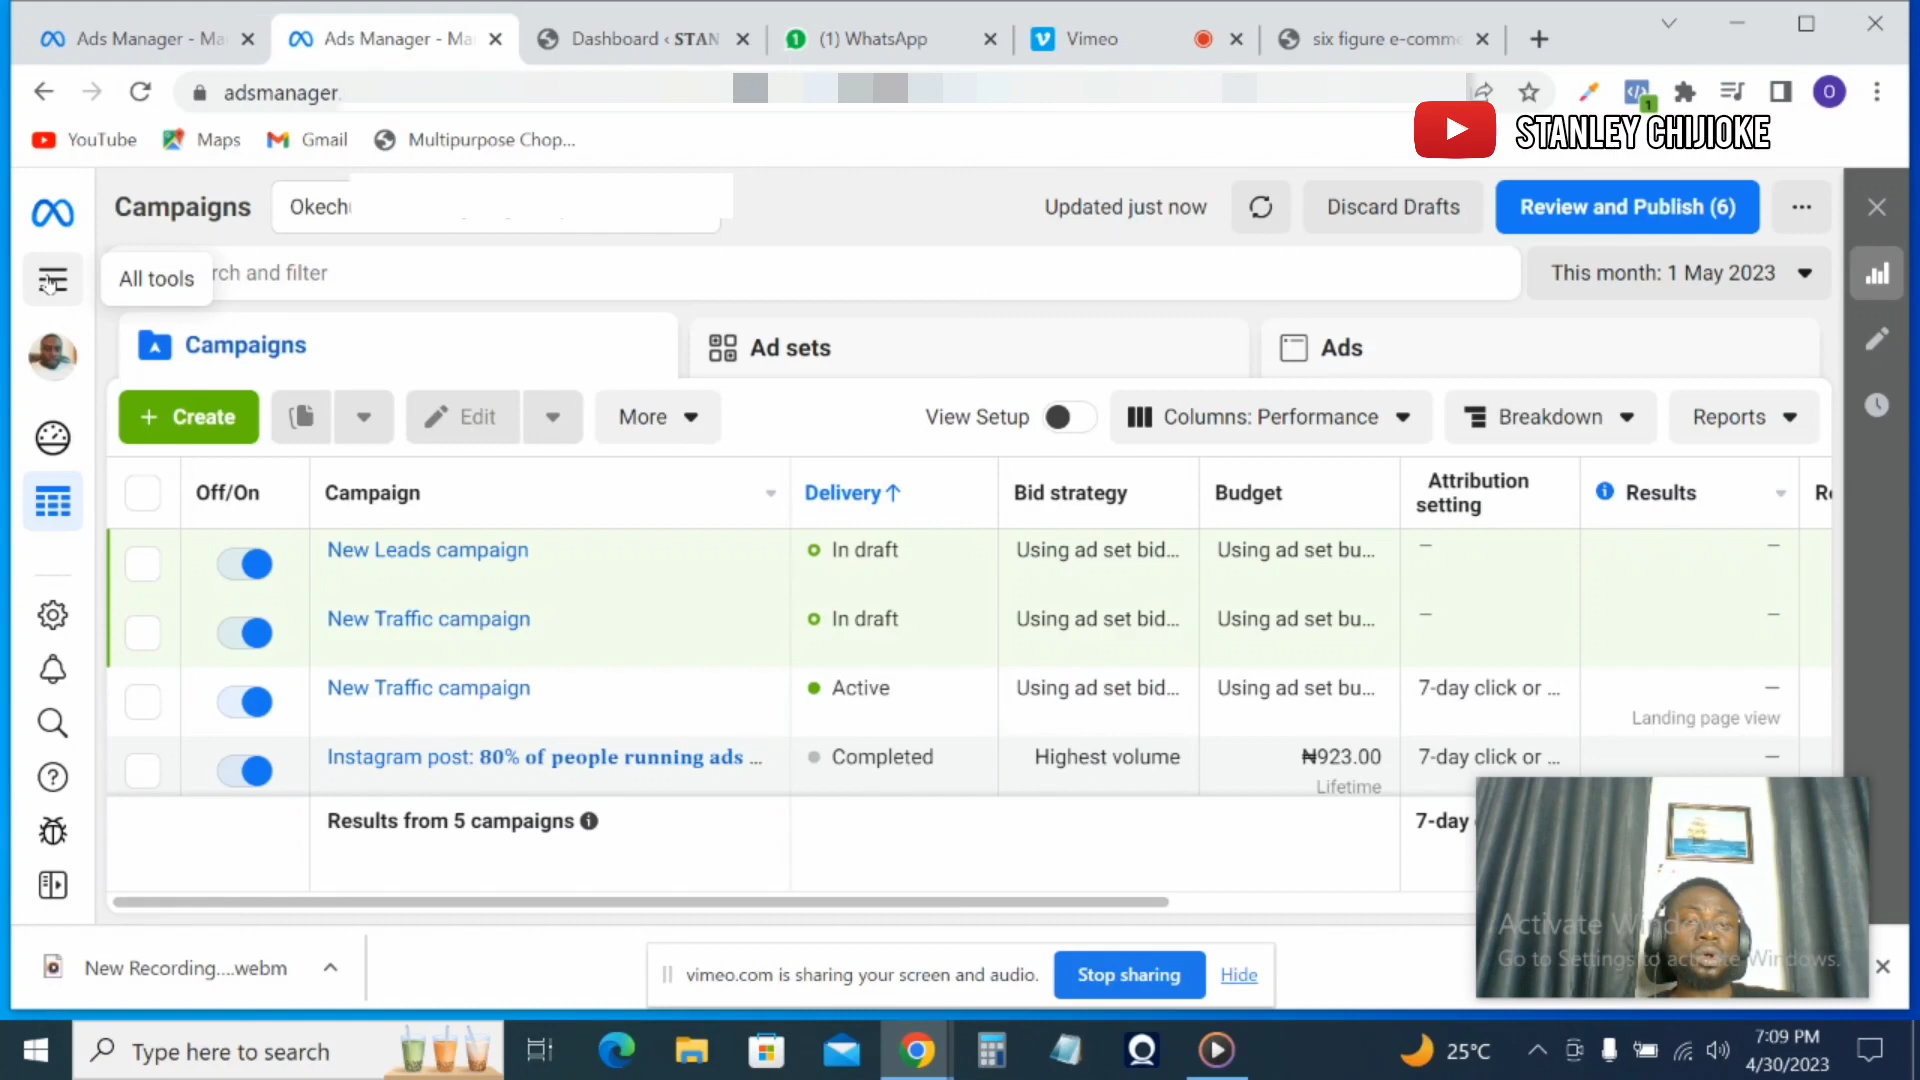 Ads Manager - Ma
Ads Manager - Ma
Dashboard ‹ STAN
(1) WhatsApp
Vimeo
six figure e-comme
adsmanager.
O
1
YouTube
Maps
Gmail
Multipurpose Chop...
STANLEY CHIJIOKE
Campaigns
Okech
Updated just now
Discard Drafts
Review and Publish (6)
All tools
rch and filter
This month: 1 May 2023
Campaigns
Ad sets
Ads
+ Create
Edit
More
View Setup
Columns: Performance
Breakdown
Reports
Off/On
Campaign
Delivery↑
Bid strategy
Budget
Attribution
setting
Results
Re
New Leads campaign
In draft
Using ad set bid...
Using ad set bu...
—
—
New Traffic campaign
In draft
Using ad set bid...
Using ad set bu...
—
—
New Traffic campaign
Active
Using ad set bid...
Using ad set bu...
7-day click or ...
—
Landing page view
Instagram post: 80% of people running ads ...
Completed
Highest volume
₦923.00
Lifetime
7-day click or ...
—
Results from 5 campaigns
7-day
Activate Windows
Go to Settings to activate Windows.
New Recording....webm
vimeo.com is sharing your screen and audio.
Stop sharing
Hide
Type here to search
25°C
7:09 PM
4/30/2023